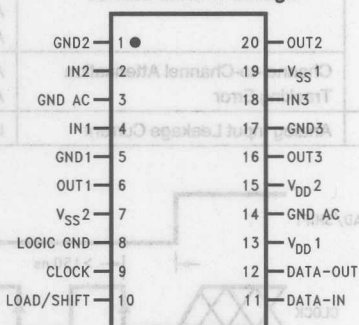 GND2 1 20 OUT2
IN2 2 19 VSS1
GND AC 3 18 IN3
IN1 4 17 GND3
GND1 5 16 OUT3
OUT1 6 15 VDD2
VSS2 7 14 GND AC
LOGIC GND 8 13 VDD1
CLOCK 9 12 DATA-OUT
LOAD/SHIFT 10 11 DATA-IN